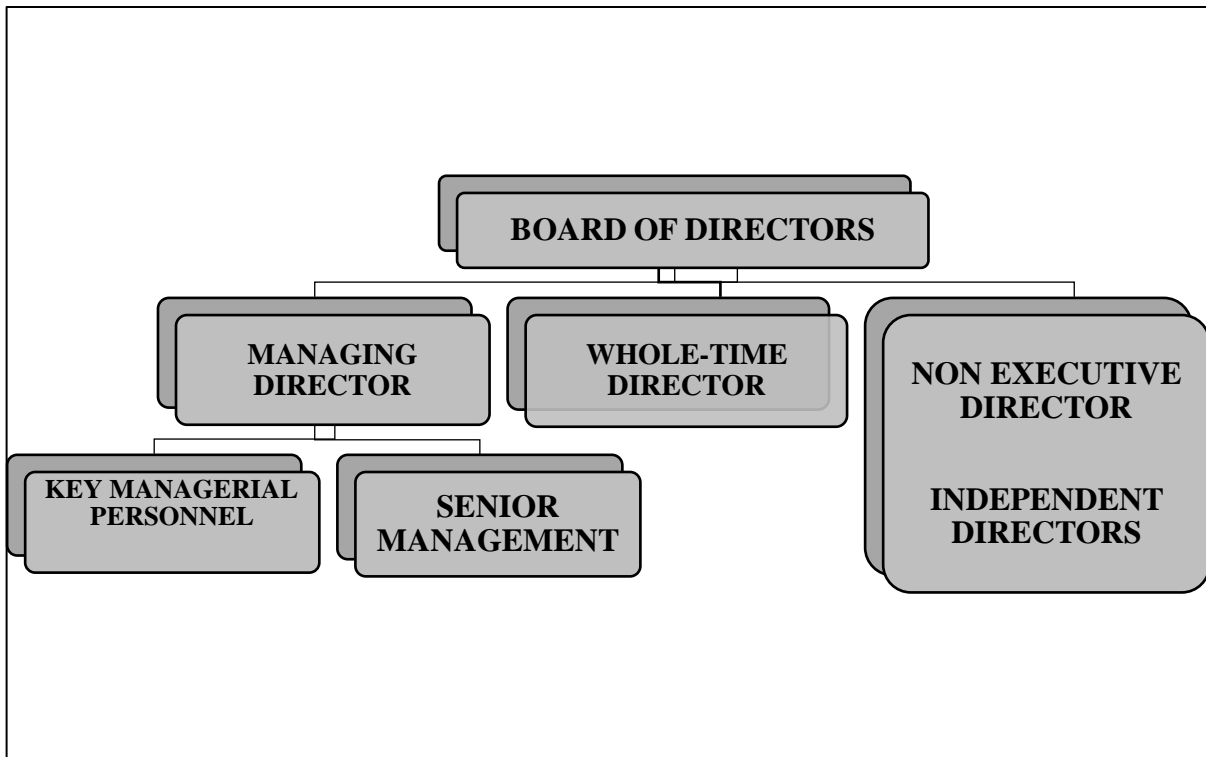 BOARD OF DIRECTORS
MANAGING
DIRECTOR
WHOLE-TIME
DIRECTOR
NON EXECUTIVE
DIRECTOR
INDEPENDENT
DIRECTORS
KEY MANAGERIAL
PERSONNEL
SENIOR
MANAGEMENT